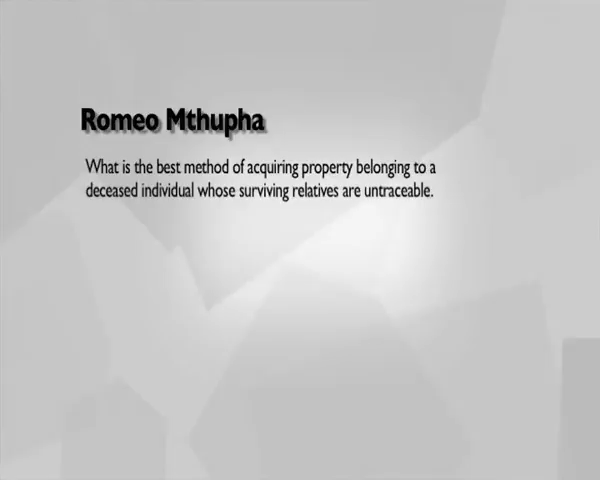 Romeo Mthupha
What is the best method of acquiring property belonging to a
deceased individual whose surviving relatives are untraceable.